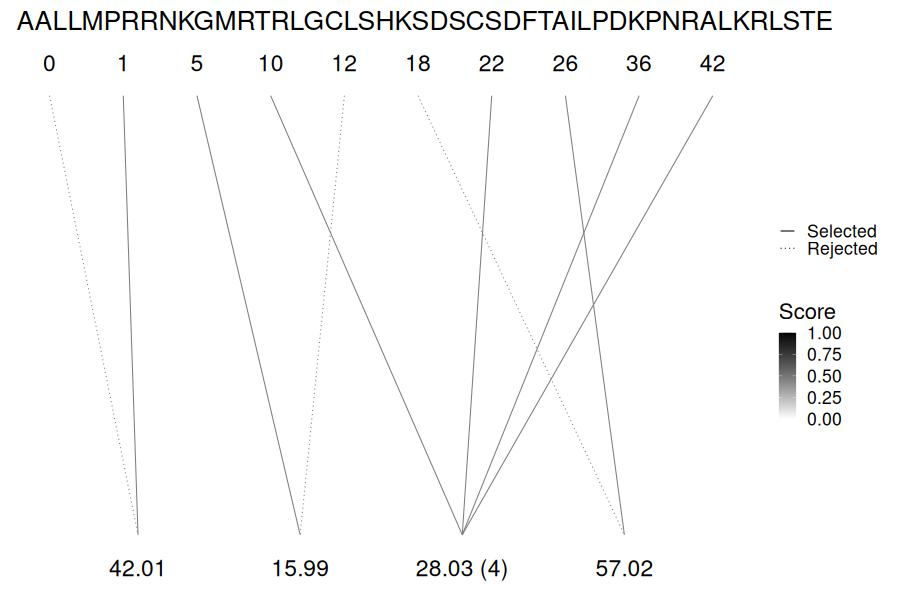 AALLMPRRNKGMRTRLGCLSHKSDSCSDFTAILPDKPNRALKRLSTE
0 1 5 10 12 18 22 26 36 42
Selected
Rejected
Score
1.00
0.75
0.50
0.25
0.00
42.01 15.99 28.03 (4) 57.02